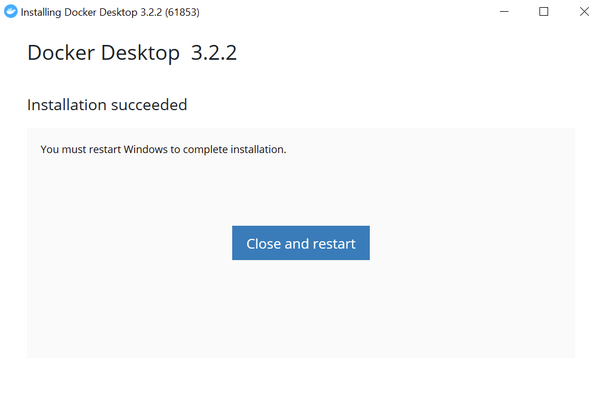 Installing Docker Desktop 3.2.2 (61853)
Docker Desktop 3.2.2
Installation succeeded
You must restart Windows to complete installation.
Close and restart